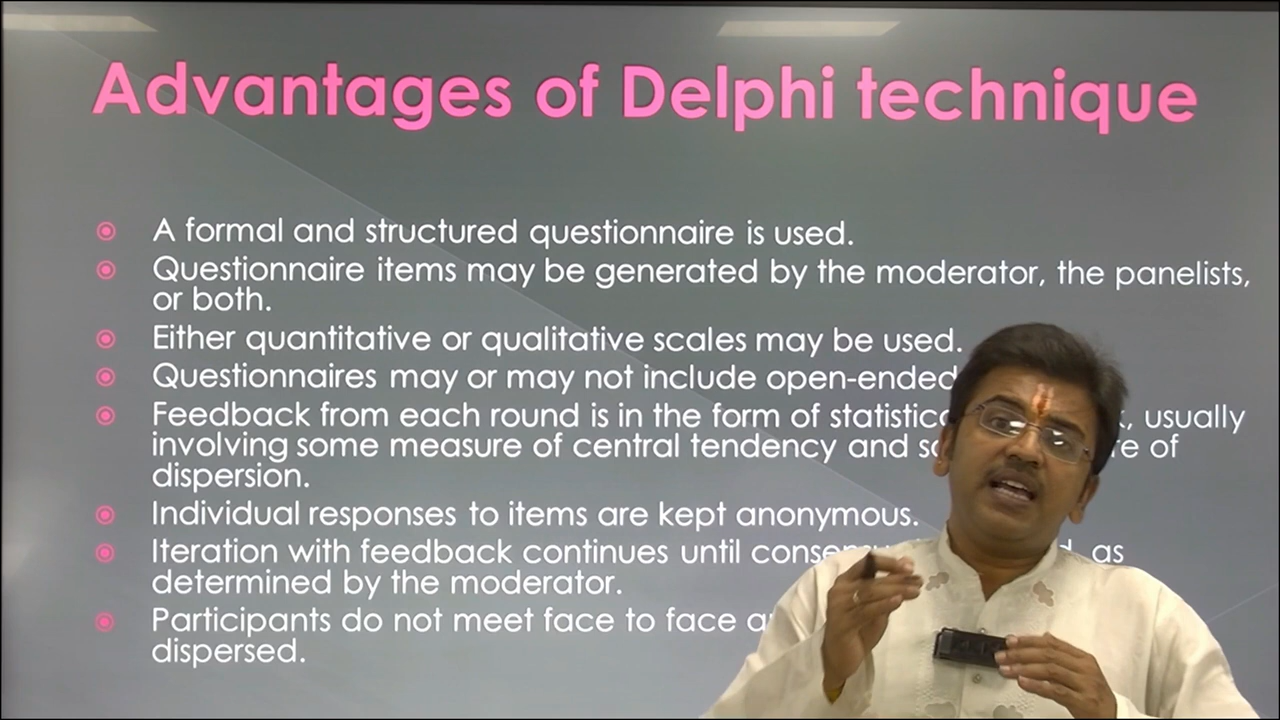 Advantages of Delphi technique
A formal and structured questionnaire is used.
Questionnaire items may be generated by the moderator, the panelists,
or both.
Either quantitative or qualitative scales may be used.
Questionnaires may or may not include open-ended
Feedback from each round is in the form of usually
involving some measure of central tendency and of
dispersion.
Individual responses to items are kept anonymous.
Iteration with feedback continues until as
determined by the moderator.
Participants do not meet face to face
dispersed.